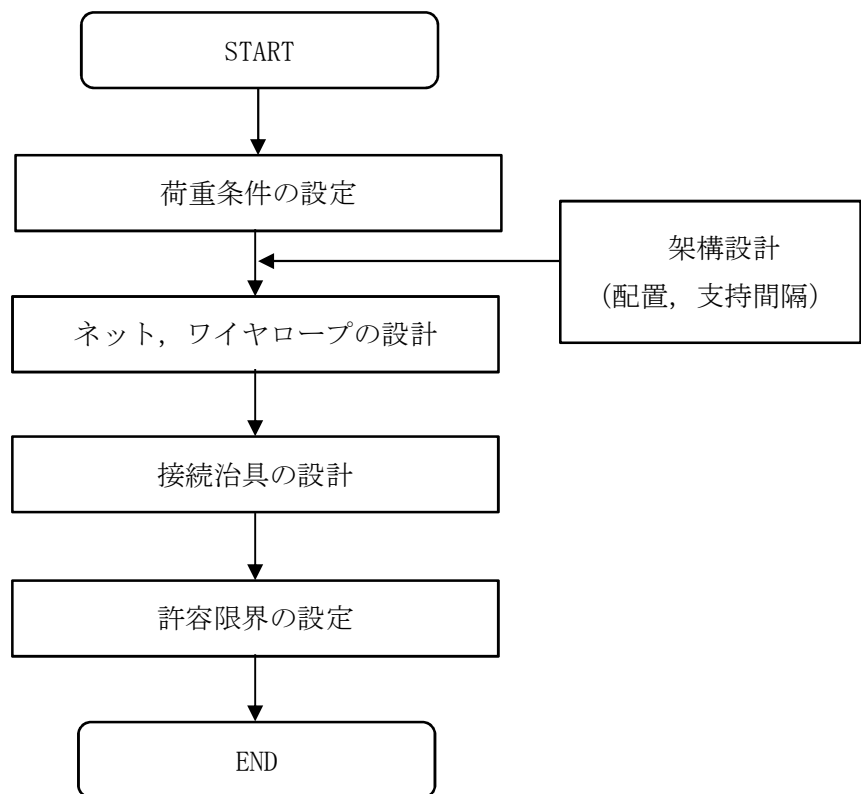 START
荷重条件の設定
架構設計
（配置，支持間隔）
ネット，ワイヤロープの設計
接続治具の設計
許容限界の設定
END